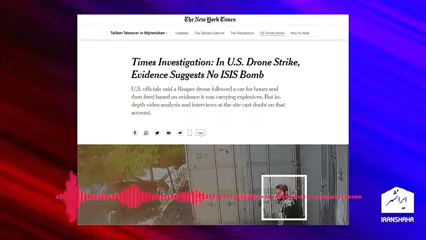 The New York Times
Taliban Takeover in Afghanistan
Updates
The Taliban Cabinet
The Resistance
U.S. Drone Strike
How to Help
Times Investigation: In U.S. Drone Strike,
Evidence Suggests No ISIS Bomb
U.S. officials said a Reaper drone followed a car for hours and
then fired based on evidence it was carrying explosives. But in-
depth video analysis and interviews at the site cast doubt on that
account.
ایرانشهر
IRANSHAHR